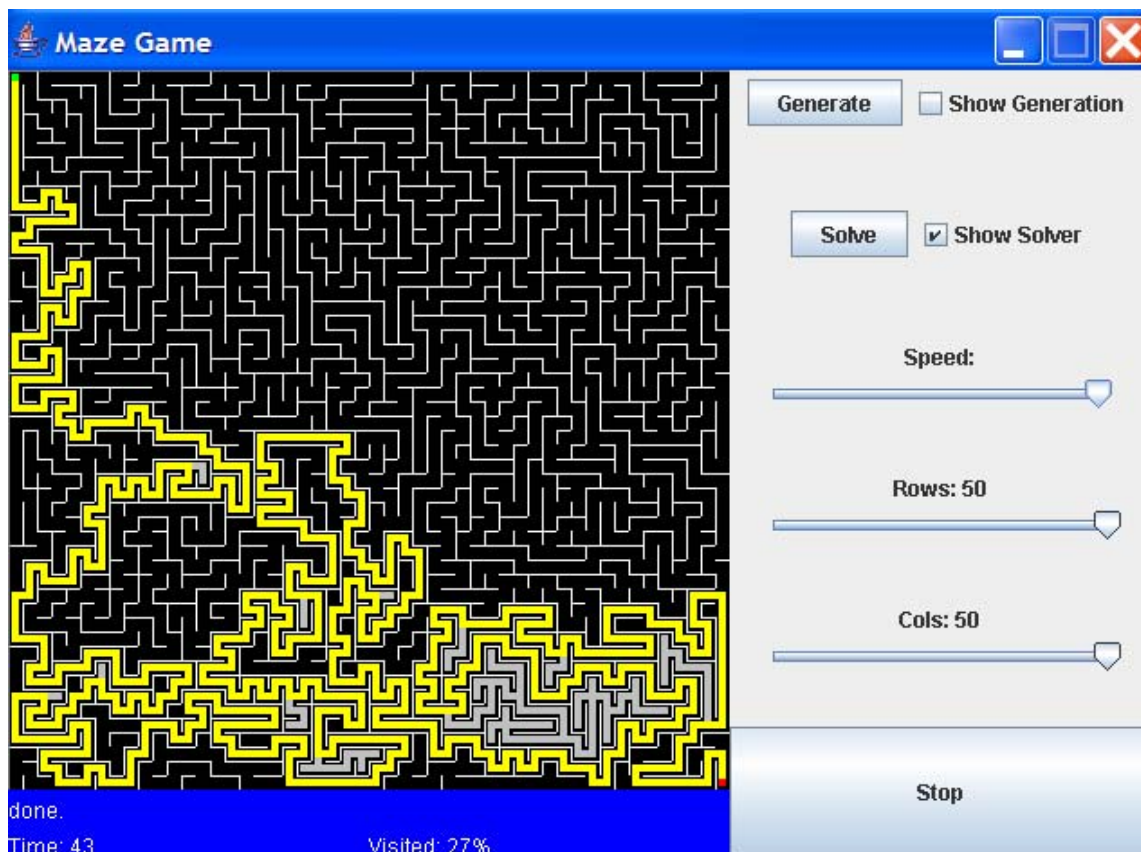 Maze Game
Generate
Show Generation
Solve
Show Solver
Speed:
Rows: 50
Cols: 50
Stop
done.
Time: 43 Visited: 27%